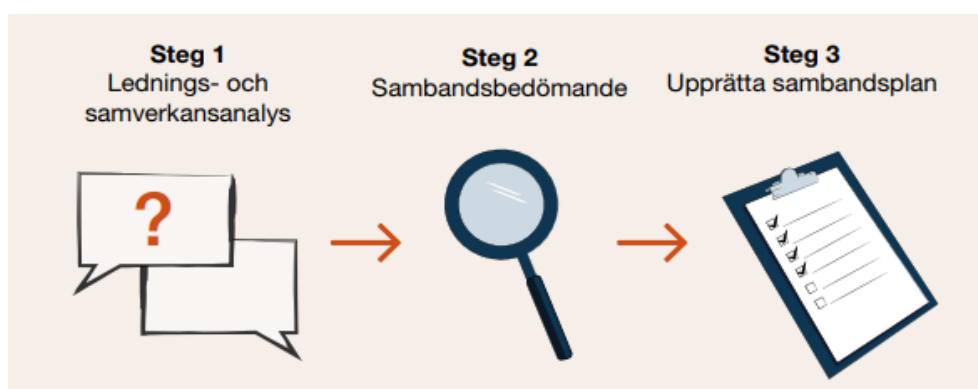 Steg 1
Lednings- och
samverkansanalys
Steg 2
Sambandsbedömande
Steg 3
Upprätta sambandsplan
?